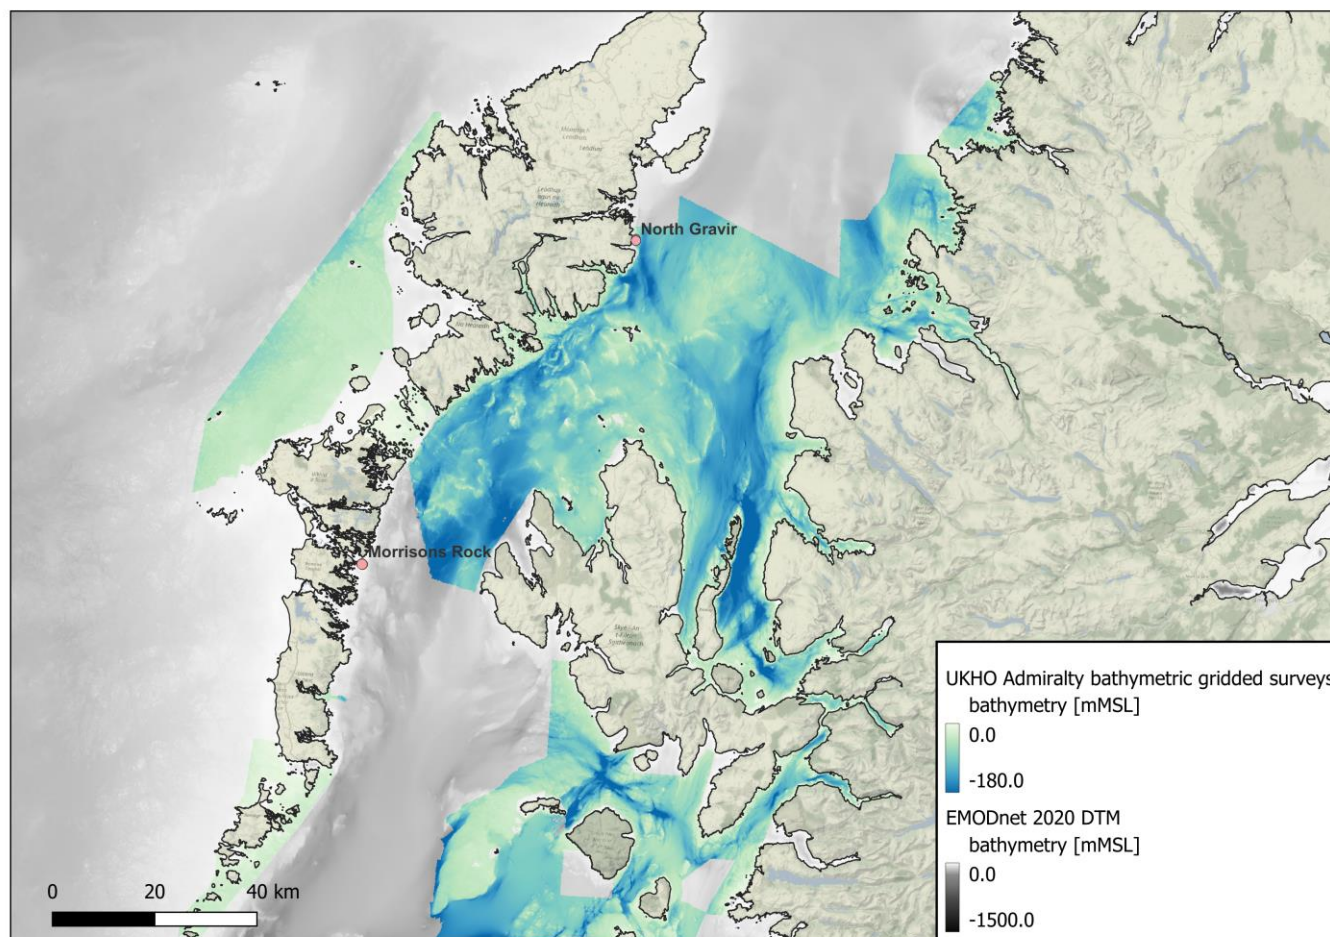 North Gravir
Morrisons Rock
0 20 40 km
UKHO Admiralty bathymetric gridded surveys
bathymetry [mMSL]
0.0
-180.0
EMODnet 2020 DTM
bathymetry [mMSL]
0.0
-1500.0